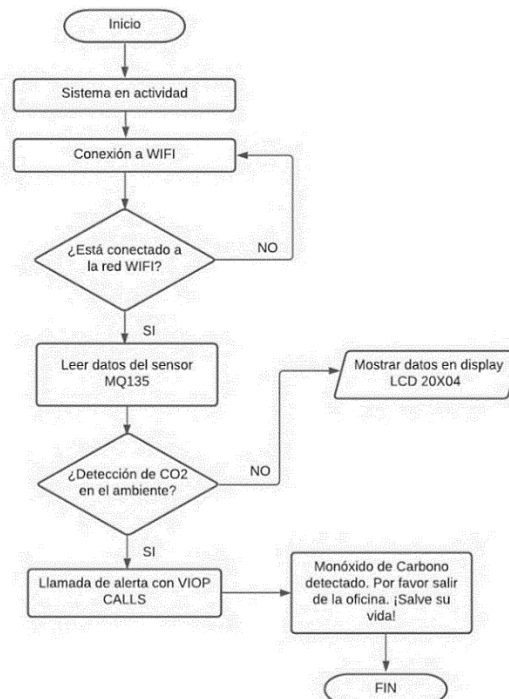 Inicio
Sistema en actividad
Conexión a WIFI
¿Está conectado a
la red WIFI?
NO
SI
Leer datos del sensor
MQ135
Mostrar datos en display
LCD 20X04
¿Detección de CO2
en el ambiente?
NO
SI
Llamada de alerta con VIOP
CALLS
Monóxido de Carbono
detectado. Por favor salir
de la oficina. ¡Salve su
vida!
FIN